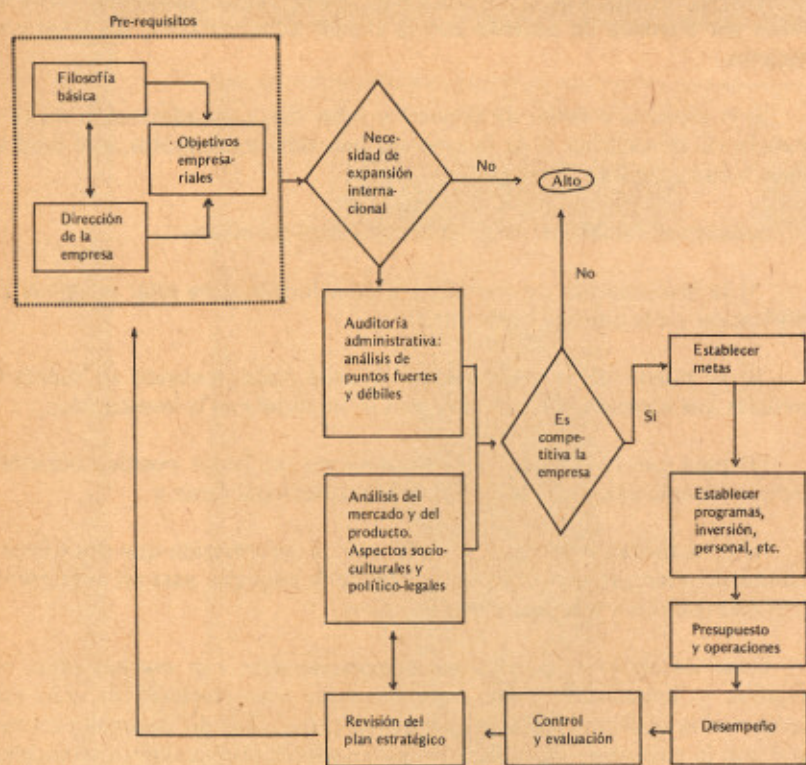 Pre-requisitos
Filosofía
básica
· Objetivos
empresa-
riales
Dirección
de la
empresa
Nece-
sidad de
expansión
interna-
cional
No
Alto
No
Auditoría
administrativa:
análisis de
puntos fuertes
y débiles
Es
compe-
titiva la
empresa
Si
Establecer
metas
Análisis del
mercado y del
producto.
Aspectos socio-
culturales y
político-legales
Establecer
programas,
inversión,
personal, etc.
Presupuesto
y operaciones
Desempeño
Control
y evaluación
Revisión del
plan estratégico